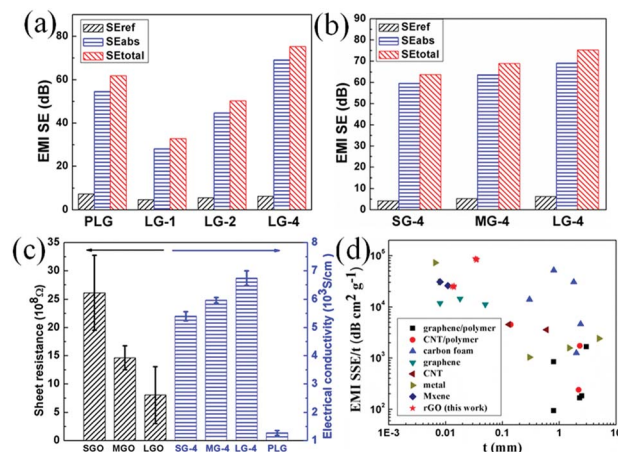 (a)
SEref
SEabs
SEtotal
EMI SE (dB)
80
60
40
20
0
PLG LG-1 LG-2 LG-4
(b)
SEref
SEabs
SEtotal
EMI SE (dB)
90
80
70
60
50
40
30
20
10
0
SG-4 MG-4 LG-4
(c)
Sheet resistance (10⁸Ω)
35
30
25
20
15
10
5
0
Electrical conductivity (10³S/cm)
8
7
6
5
4
3
2
1
SGO MGO LGO SG-4 MG-4 LG-4 PLG
(d)
EMI SSE/t (dB cm² g⁻¹)
10⁵
10⁴
10³
10²
graphene/polymer
CNT/polymer
carbon foam
graphene
CNT
metal
Mxene
rGO (this work)
1E-3 0.01 0.1 1 10
t (mm)